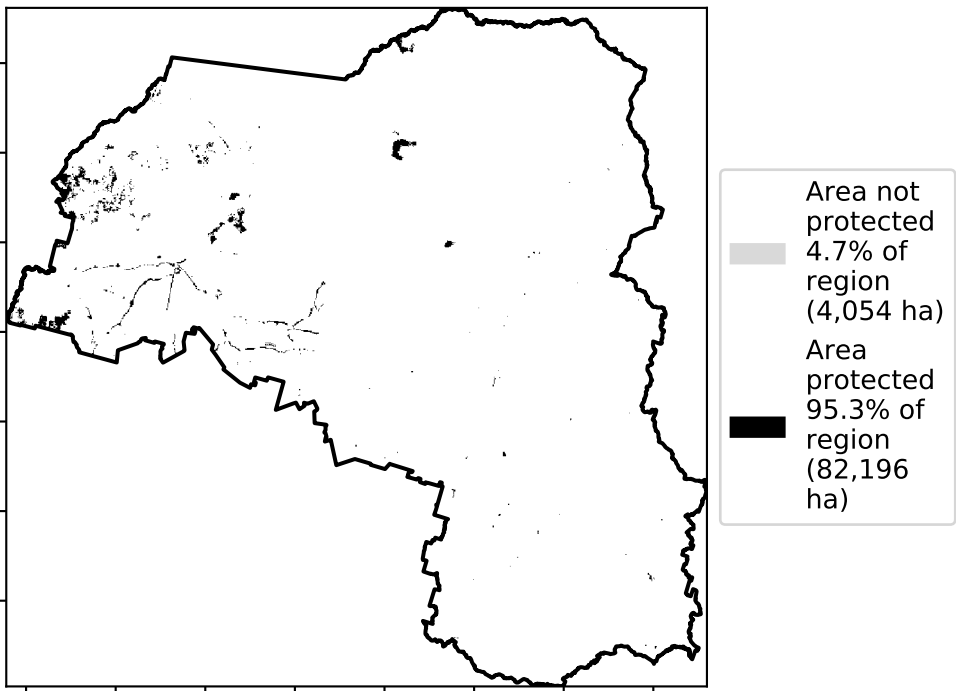 Area not
protected
4.7% of
region
(4,054 ha)
Area
protected
95.3% of
region
(82,196
ha)